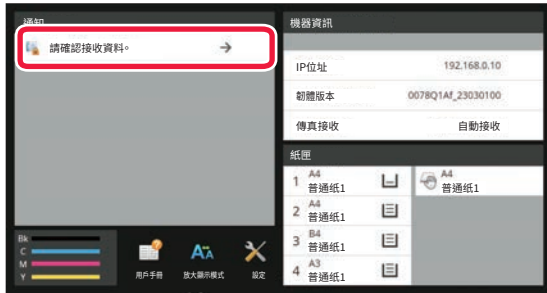 通知
請確認接收資料。
機器資訊
IP位址 192.168.0.10
韌體版本 0078Q1Af_23030100
傳真接收 自動接收
紙匣
1 A4 普通紙1
A4 普通紙1
2 A4 普通紙1
3 B4 普通紙1
4 A3 普通紙1
Bk
C
M
Y
用戶手冊
放大顯示模式
設定